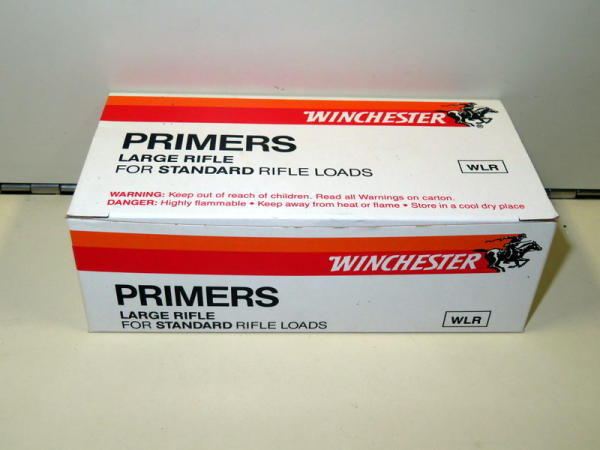 WINCHESTER
®
PRIMERS
LARGE RIFLE
FOR STANDARD RIFLE LOADS
WLR
WARNING: Keep out of reach of children. Read all Warnings on carton.
DANGER: Highly flammable • Keep away from heat or flame • Store in a cool dry place
WINCHESTER
PRIMERS
LARGE RIFLE
FOR STANDARD RIFLE LOADS
WLR